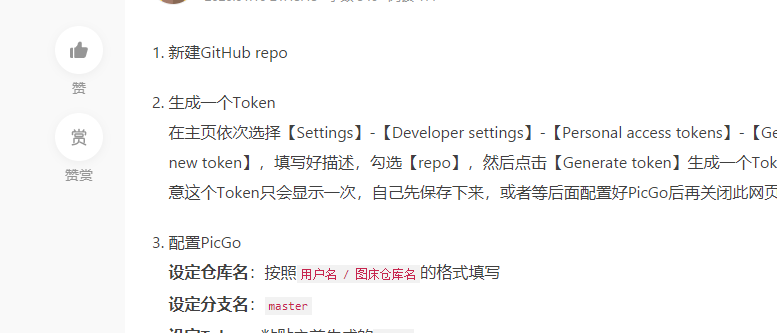 1. 新建GitHub repo
赞
2. 生成一个Token
赏
在主页依次选择【Settings】-【Developer settings】-【Personal access tokens】-【Ge
new token】，填写好描述，勾选【repo】，然后点击【Generate token】生成一个Tok
赞赏
意这个Token只会显示一次，自己先保存下来，或者等后面配置好PicGo后再关闭此网页
3. 配置PicGo
设定仓库名：按照 用户名 / 图床仓库名 的格式填写
设定分支名： master